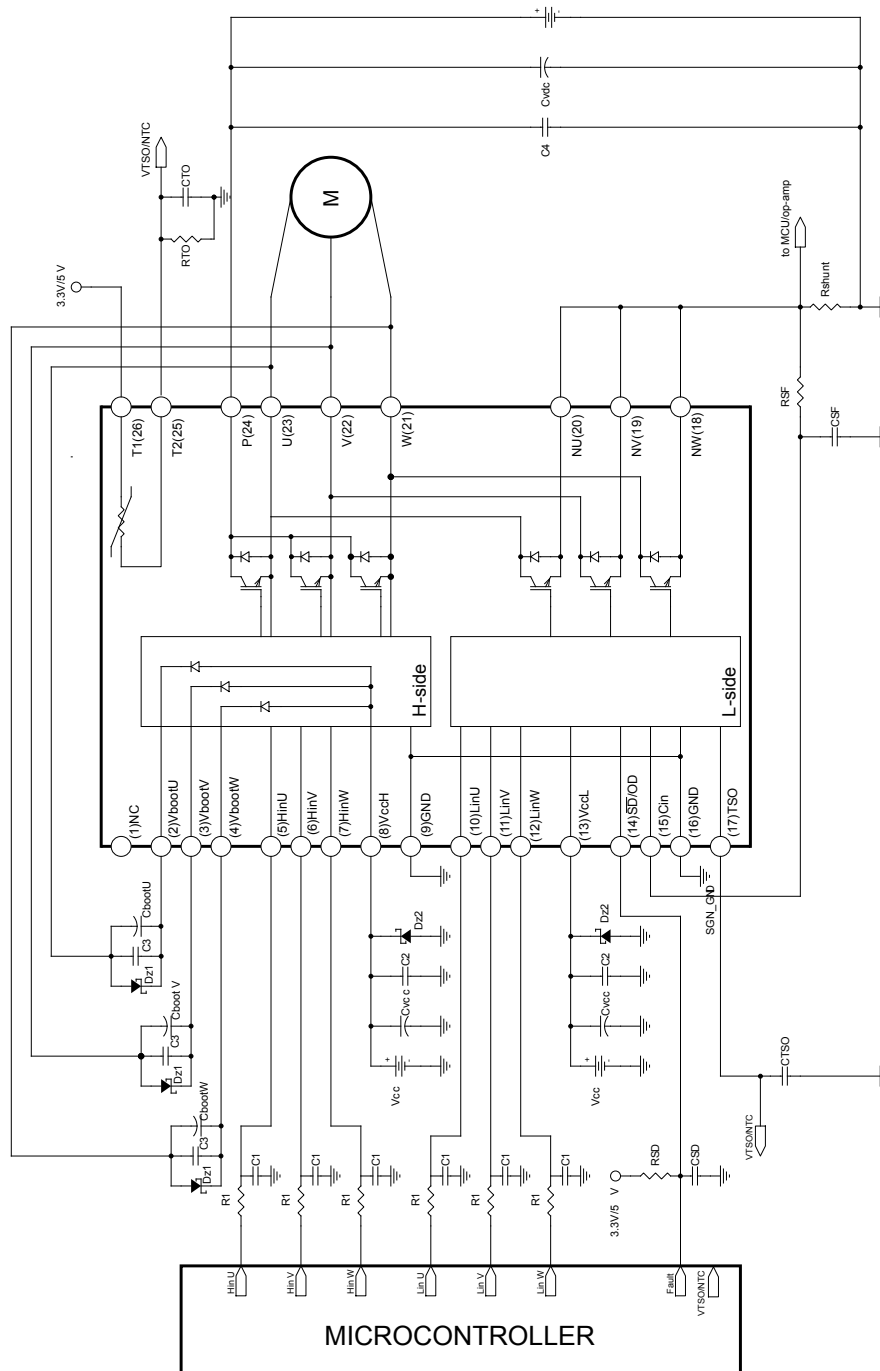 Cvdc
+
-
C4
VTSO/NTC
CTO
RTO
M
3.3V/5 V
to MCU/op-amp
Rshunt
RSF
CSF
T1(26)
T2(25)
P(24)
U(23)
V(22)
W(21)
NU(20)
NV(19)
NW(18)
H-side
L-side
(1)NC
(2)VbootU
(3)VbootV
(4)VbootW
(5)HinU
(6)HinV
(7)HinW
(8)VccH
(9)GND
(10)LinU
(11)LinV
(12)LinW
(13)VccL
(14)SD/OD
(15)Cin
(16)GND
(17)TSO
SGN_GND
CbootU
C3
Dz1
Cboot V
C3
Dz1
CbootW
C3
Dz1
Dz2
C2
Cvc c
+
-
Vcc
Dz2
C2
Cvcc
+
-
Vcc
CTSO
VTSO/NTC
R1
C1
R1
C1
R1
C1
R1
C1
R1
C1
R1
C1
3.3V/5 V
RSD
CSD
Hin U
Hin V
Hin W
Lin U
Lin V
Lin W
Fault
VTSO/NTC
MICROCONTROLLER